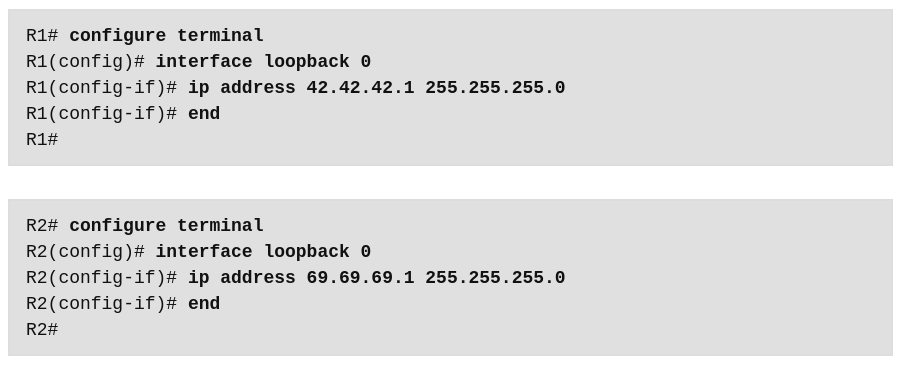 R1# configure terminal
R1(config)# interface loopback 0
R1(config-if)# ip address 42.42.42.1 255.255.255.0
R1(config-if)# end
R1#
R2# configure terminal
R2(config)# interface loopback 0
R2(config-if)# ip address 69.69.69.1 255.255.255.0
R2(config-if)# end
R2#